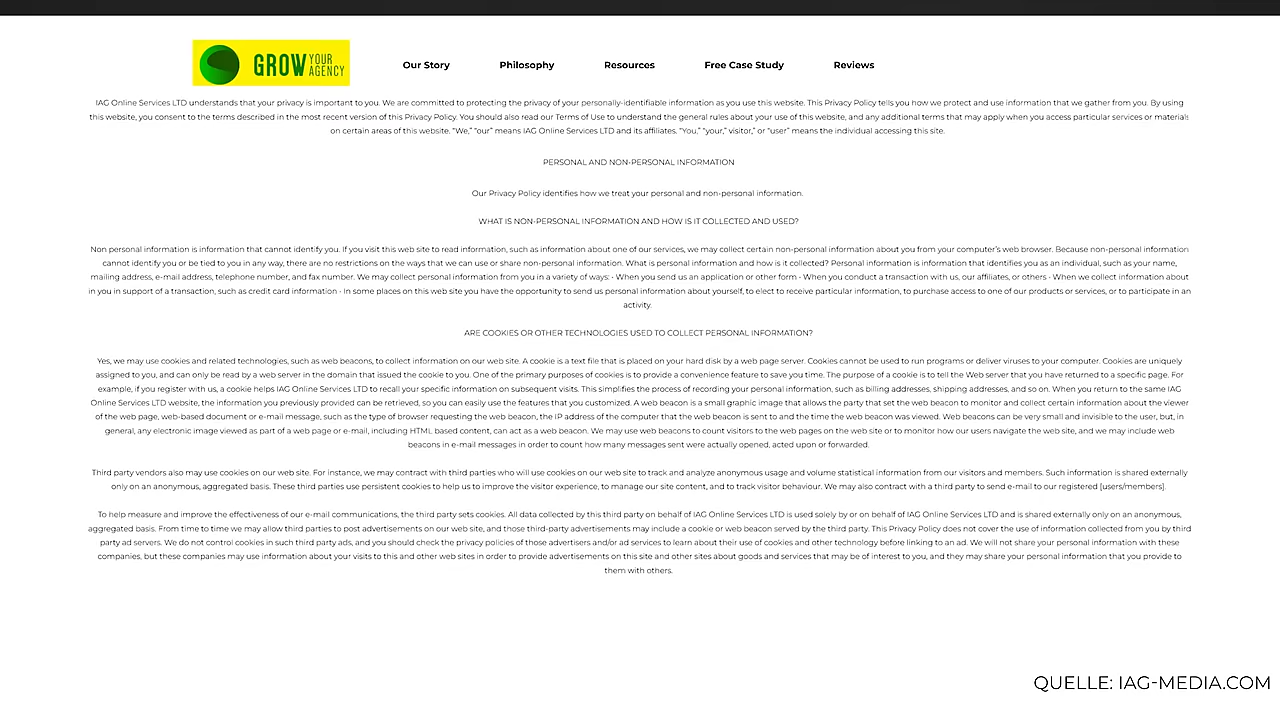 GROW YOUR AGENCY
Our Story
Philosophy
Resources
Free Case Study
Reviews
IAG Online Services LTD understands that your privacy is important to you. We are committed to protecting the privacy of your personally-identifiable information as you use this website. This Privacy Policy tells you how we protect and use information that we gather from you. By using
this website, you consent to the terms described in the most recent version of this Privacy Policy. You should also read our Terms of Use to understand the general rules about your use of this website, and any additional terms that may apply when you access particular services or materials
on certain areas of this website. "We," "our" means IAG Online Services LTD and its affiliates. "You," "your," visitor," or "user" means the individual accessing this site.
PERSONAL AND NON-PERSONAL INFORMATION
Our Privacy Policy identifies how we treat your personal and non-personal information.
WHAT IS NON-PERSONAL INFORMATION AND HOW IS IT COLLECTED AND USED?
Non personal information is information that cannot identify you. If you visit this web site to read information, such as information about one of our services, we may collect certain non-personal information about you from your computer's web browser. Because non-personal information
cannot identify you or be tied to you in any way, there are no restrictions on the ways that we can use or share non-personal information. What is personal information and how is it collected? Personal information is information that identifies you as an individual, such as your name,
mailing address, e-mail address, telephone number, and fax number. We may collect personal information from you in a variety of ways: • When you send us an application or other form • When you conduct a transaction with us, our affiliates, or others • When we collect information about
in you in support of a transaction, such as credit card information • In some places on this web site you have the opportunity to send us personal information about yourself, to elect to receive particular information, to purchase access to one of our products or services, or to participate in an
activity.
ARE COOKIES OR OTHER TECHNOLOGIES USED TO COLLECT PERSONAL INFORMATION?
Yes, we may use cookies and related technologies, such as web beacons, to collect information on our web site. A cookie is a text file that is placed on your hard disk by a web page server. Cookies cannot be used to run programs or deliver viruses to your computer. Cookies are uniquely
assigned to you, and can only be read by a web server in the domain that issued the cookie to you. One of the primary purposes of cookies is to provide a convenience feature to save you time. The purpose of a cookie is to tell the Web server that you have returned to a specific page. For
example, if you register with us, a cookie helps IAG Online Services LTD to recall your specific information on subsequent visits. This simplifies the process of recording your personal information, such as billing addresses, shipping addresses, and so on. When you return to the same IAG
Online Services LTD website, the information you previously provided can be retrieved, so you can easily use the features that you customized. A web beacon is a small graphic image that allows the party that set the web beacon to monitor and collect certain information about the viewer
of the web page, web-based document or e-mail message, such as the type of browser requesting the web beacon, the IP address of the computer that the web beacon is sent to and the time the web beacon was viewed. Web beacons can be very small and invisible to the user, but, in
general, any electronic image viewed as part of a web page or e-mail, including HTML based content, can act as a web beacon. We may use web beacons to count visitors to the web pages on the web site or to monitor how our users navigate the web site, and we may include web
beacons in e-mail messages in order to count how many messages sent were actually opened, acted upon or forwarded.
Third party vendors also may use cookies on our web site. For instance, we may contract with third parties who will use cookies on our web site to track and analyze anonymous usage and volume statistical information from our visitors and members. Such information is shared externally
only on an anonymous, aggregated basis. These third parties use persistent cookies to help us to improve the visitor experience, to manage our site content, and to track visitor behaviour. We may also contract with a third party to send e-mail to our registered [users/members].
To help measure and improve the effectiveness of our e-mail communications, the third party sets cookies. All data collected by this third party on behalf of IAG Online Services LTD is used solely by or on behalf of IAG Online Services LTD and is shared externally only on an anonymous,
aggregated basis. From time to time we may allow third parties to post advertisements on our web site, and those third-party advertisements may include a cookie or web beacon served by the third party. This Privacy Policy does not cover the use of information collected from you by third
party ad servers. We do not control cookies in such third party ads, and you should check the privacy policies of those advertisers and/or ad services to learn about their use of cookies and other technology before linking to an ad. We will not share your personal information with these
companies, but these companies may use information about your visits to this and other web sites in order to provide advertisements on this site and other sites about goods and services that may be of interest to you, and they may share your personal information that you provide to
them with others.
QUELLE: IAG-MEDIA.COM